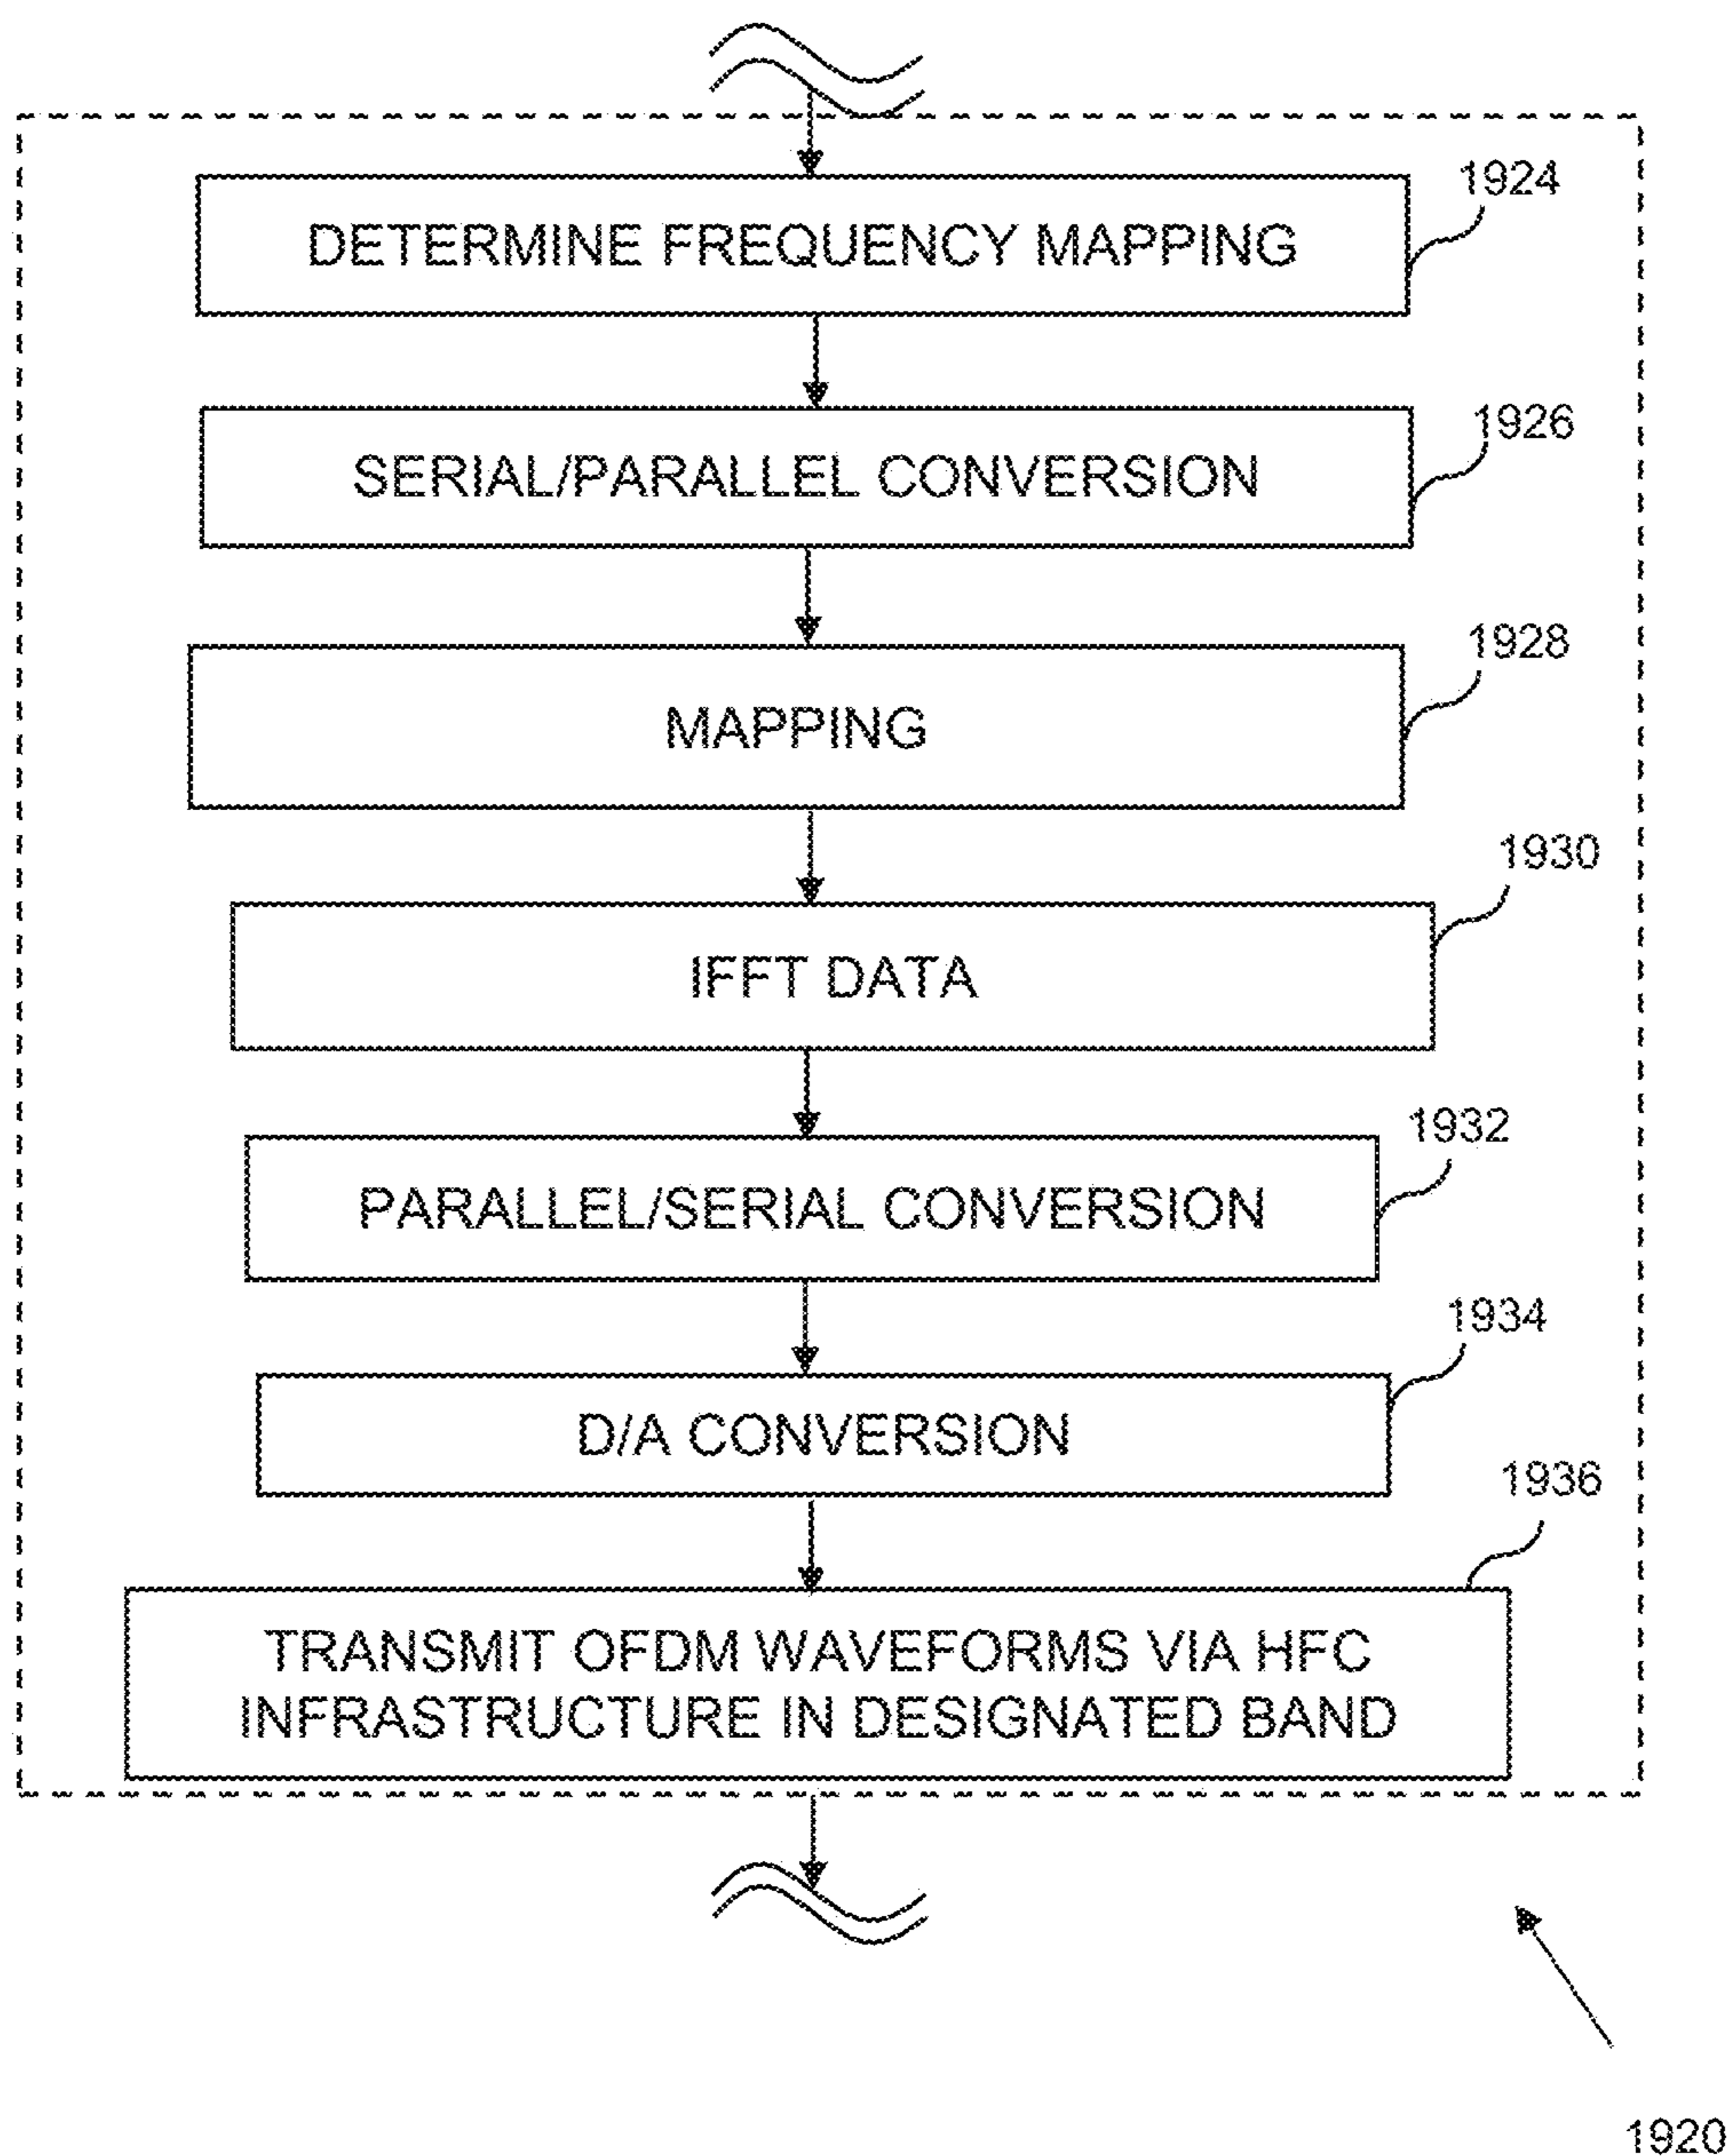 1924
DETERMINE FREQUENCY MAPPING
1926
SERIAL/PARALLEL CONVERSION
1928
MAPPING
1930
IFFT DATA
1932
PARALLEL/SERIAL CONVERSION
1934
D/A CONVERSION
1936
TRANSMIT OFDM WAVEFORMS VIA HFC
INFRASTRUCTURE IN DESIGNATED BAND
1920